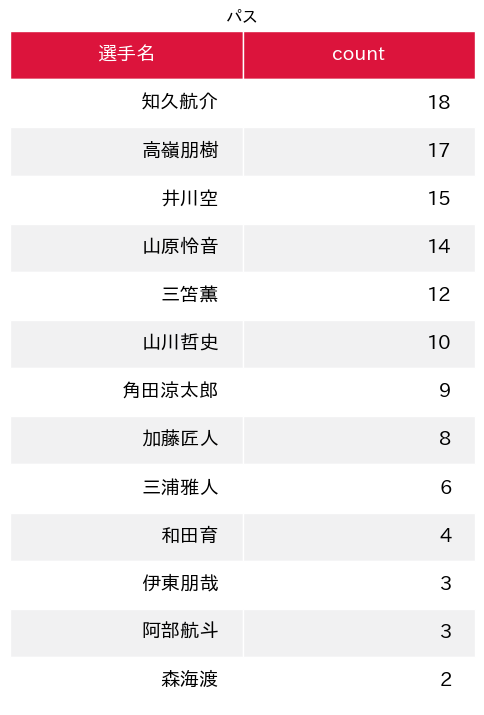 パス
選手名 count
知久航介 18
高嶺朋樹 17
井川空 15
山原怜音 14
三笘薫 12
山川哲史 10
角田涼太郎 9
加藤匠人 8
三浦雅人 6
和田育 4
伊東朋哉 3
阿部航斗 3
森海渡 2